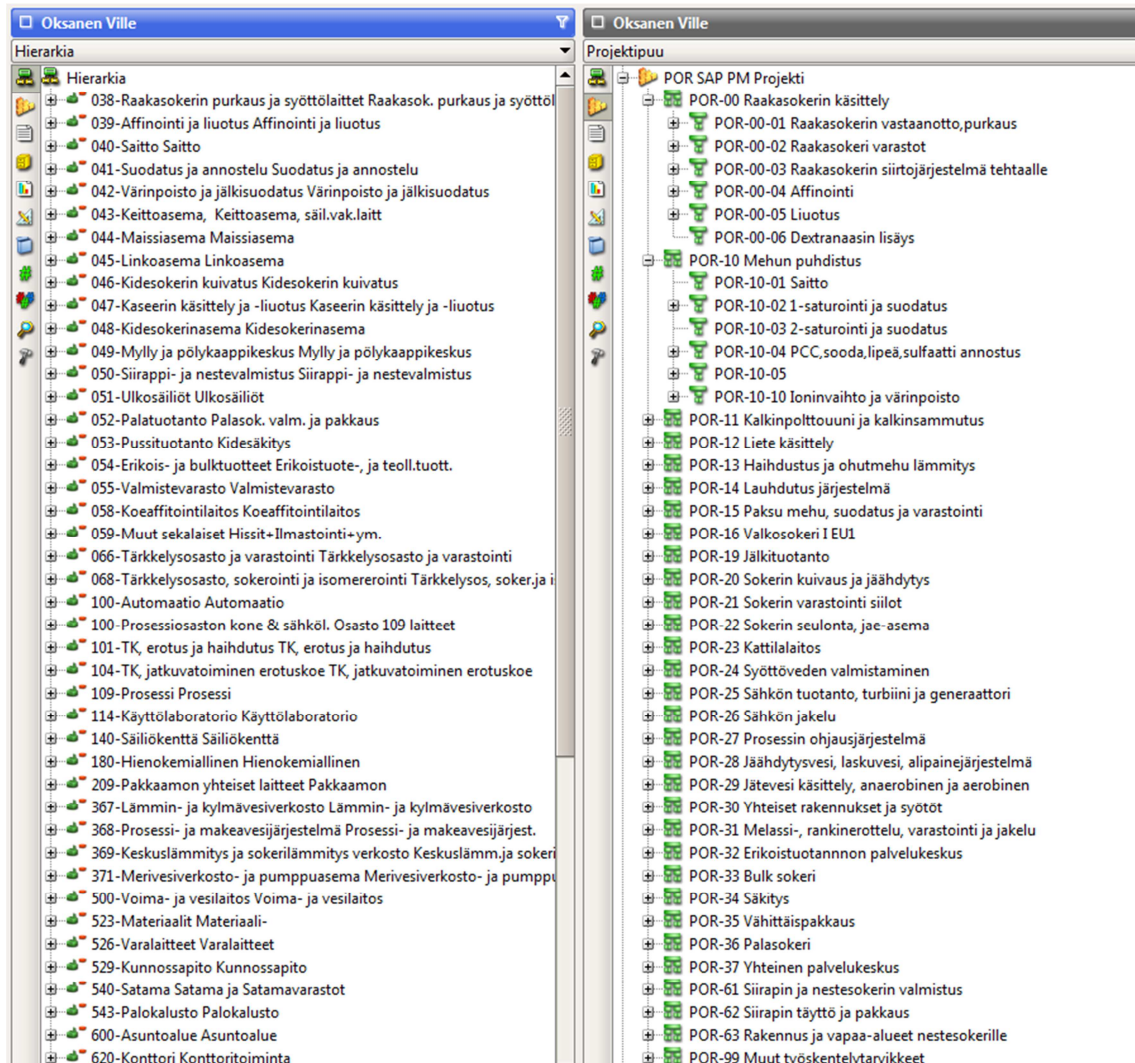 Oksanen Ville
Hierarkia
Hierarkia
038-Raakasokerin purkaus ja syöttölaittet Raakasok. purkaus ja syöttöl
039-Affinointi ja liuotus Affinointi ja liuotus
040-Saitto Saitto
041-Suodatus ja annostelu Suodatus ja annostelu
042-Värinpoisto ja jälkisuodatus Värinpoisto ja jälkisuodatus
043-Keittoasema, Keittoasema, säil.vak.laitt
044-Maissiasema Maissiasema
045-Linkoasema Linkoasema
046-Kidesokerin kuivatus Kidesokerin kuivatus
047-Kaseerin käsittely ja -liuotus Kaseerin käsittely ja -liuotus
048-Kidesokerinasema Kidesokerinasema
049-Mylly ja pölykaappikeskus Mylly ja pölykaappikeskus
050-Siirappi- ja nestevalmistus Siirappi- ja nestevalmistus
051-Ulkosäiliöt Ulkosäiliöt
052-Palatuotanto Palasok. valm. ja pakkaus
053-Pussituotanto Kidesäkitys
054-Erikois- ja bulktuotteet Erikoistuote-, ja teoll.tuott.
055-Valmistevarasto Valmistevarasto
058-Koeaffitointilaitos Koeaffitointilaitos
059-Muut sekalaiset Hissit+Ilmastointi+ym.
066-Tärkkelysosasto ja varastointi Tärkkelysosasto ja varastointi
068-Tärkkelysosasto, sokerointi ja isomererointi Tärkkelysos, soker.ja i
100-Automaatio Automaatio
100-Prosessiosaston kone & sähköl. Osasto 109 laitteet
101-TK, erotus ja haihdutus TK, erotus ja haihdutus
104-TK, jatkuvatoiminen erotuskoe TK, jatkuvatoiminen erotuskoe
109-Prosessi Prosessi
114-Käyttölaboratorio Käyttölaboratorio
140-Säiliökenttä Säiliökenttä
180-Hienokemiallinen Hienokemiallinen
209-Pakkaamon yhteiset laitteet Pakkaamon
367-Lämmin- ja kylmävesiverkosto Lämmin- ja kylmävesiverkosto
368-Prosessi- ja makeavesijärjestelmä Prosessi- ja makeavesijärjest.
369-Keskuslämmitys ja sokerilämmitys verkosto Keskuslämm.ja sokeri
371-Merivesiverkosto- ja pumppuasema Merivesiverkosto- ja pumppu
500-Voima- ja vesilaitos Voima- ja vesilaitos
523-Materiaalit Materiaali-
526-Varalaitteet Varalaitteet
529-Kunnossapito Kunnossapito
540-Satama Satama ja Satamavarastot
543-Palokalusto Palokalusto
600-Asuntoalue Asuntoalue
620-Konttori Konttoritoiminta
Oksanen Ville
Projektipuu
POR SAP PM Projekti
POR-00 Raakasokerin käsittely
POR-00-01 Raakasokerin vastaanotto,purkaus
POR-00-02 Raakasokeri varastot
POR-00-03 Raakasokerin siirtojärjestelmä tehtaalle
POR-00-04 Affinointi
POR-00-05 Liuotus
POR-00-06 Dextranaasin lisäys
POR-10 Mehun puhdistus
POR-10-01 Saitto
POR-10-02 1-saturointi ja suodatus
POR-10-03 2-saturointi ja suodatus
POR-10-04 PCC,sooda,lipeä,sulfaatti annostus
POR-10-05
POR-10-10 Ioninvaihto ja värinpoisto
POR-11 Kalkinpolttouuni ja kalkinsammutus
POR-12 Liete käsittely
POR-13 Haihdustus ja ohutmehu lämmitys
POR-14 Lauhdutus järjestelmä
POR-15 Paksu mehu, suodatus ja varastointi
POR-16 Valkosokeri I EU1
POR-19 Jälkituotanto
POR-20 Sokerin kuivaus ja jäähdytys
POR-21 Sokerin varastointi siilot
POR-22 Sokerin seulonta, jae-asema
POR-23 Kattilalaitos
POR-24 Syöttöveden valmistaminen
POR-25 Sähkön tuotanto, turbiini ja generaattori
POR-26 Sähkön jakelu
POR-27 Prosessin ohjausjärjestelmä
POR-28 Jäähdytysvesi, laskuvesi, alipainejärjestelmä
POR-29 Jätevesi käsittely, anaerobinen ja aerobinen
POR-30 Yhteiset rakennukset ja syötöt
POR-31 Melassi-, rankinerottelu, varastointi ja jakelu
POR-32 Erikoistuotannnon palvelukeskus
POR-33 Bulk sokeri
POR-34 Säkitys
POR-35 Vähittäispakkaus
POR-36 Palasokeri
POR-37 Yhteinen palvelukeskus
POR-61 Siirapin ja nestesokerin valmistus
POR-62 Siirapin täyttö ja pakkaus
POR-63 Rakennus ja vapaa-alueet nestesokerille
POR-99 Muut työskentelytarvikkeet